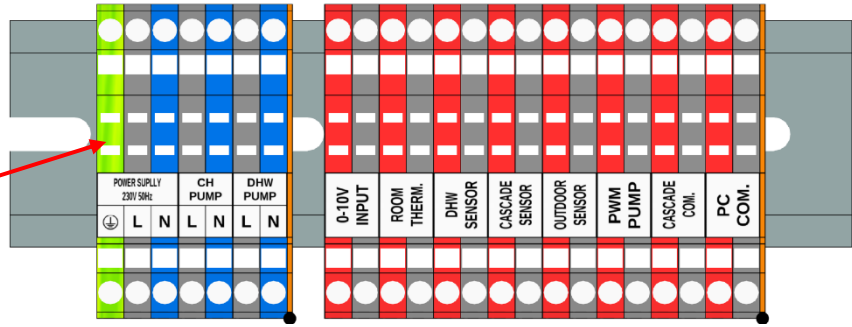 POWER SUPLLY
230V 50Hz
CH
PUMP
DHW
PUMP
L N L N L N
0-10V
INPUT
ROOM
THERM.
DHW
SENSOR
CASCADE
SENSOR
OUTDOOR
SENSOR
PWM
PUMP
CASCADE
COM.
PC
COM.